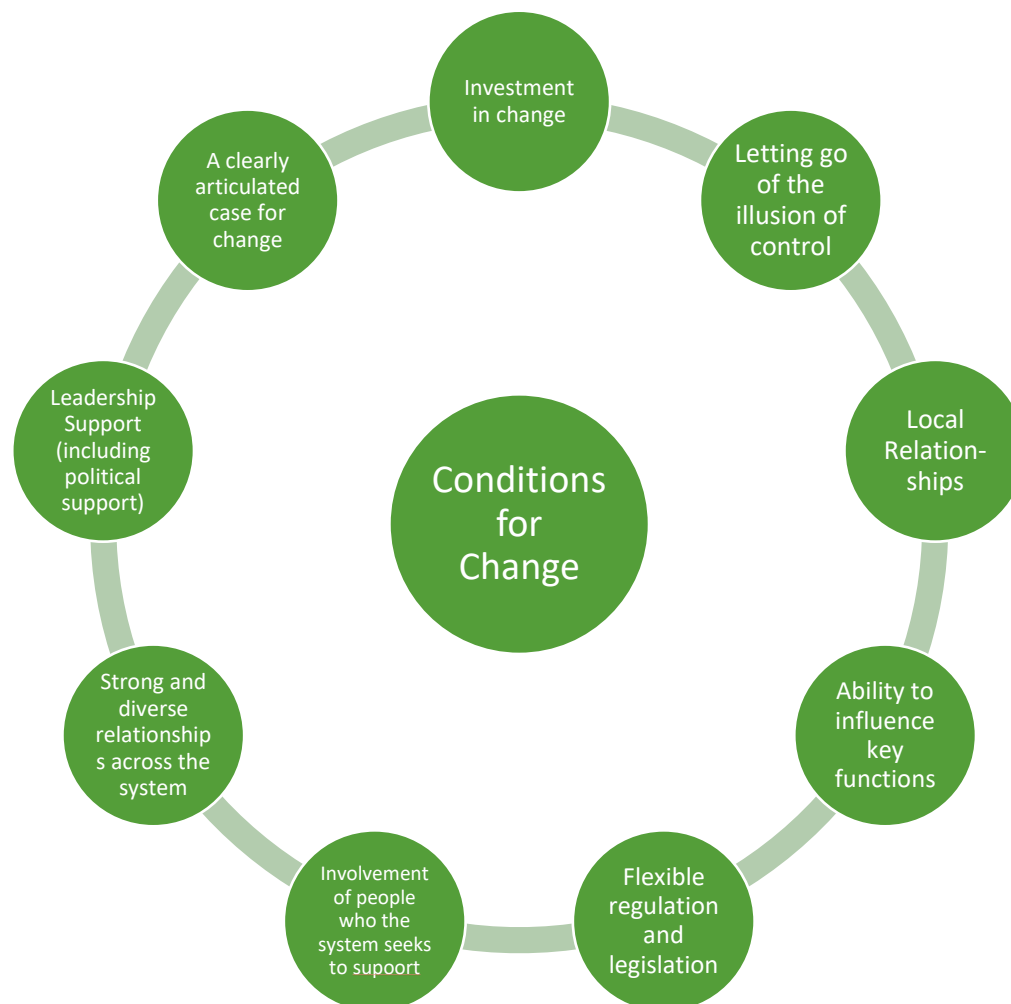 Investment
in change
Letting go
of the
illusion of
control
Local
Relation-
ships
Ability to
influence
key
functions
Flexible
regulation
and
legislation
Involvement
of people
who the
system seeks
to supoort
Strong and
diverse
relationship
s across the
system
Leadership
Support
(including
political
support)
A clearly
articulated
case for
change
Conditions
for
Change